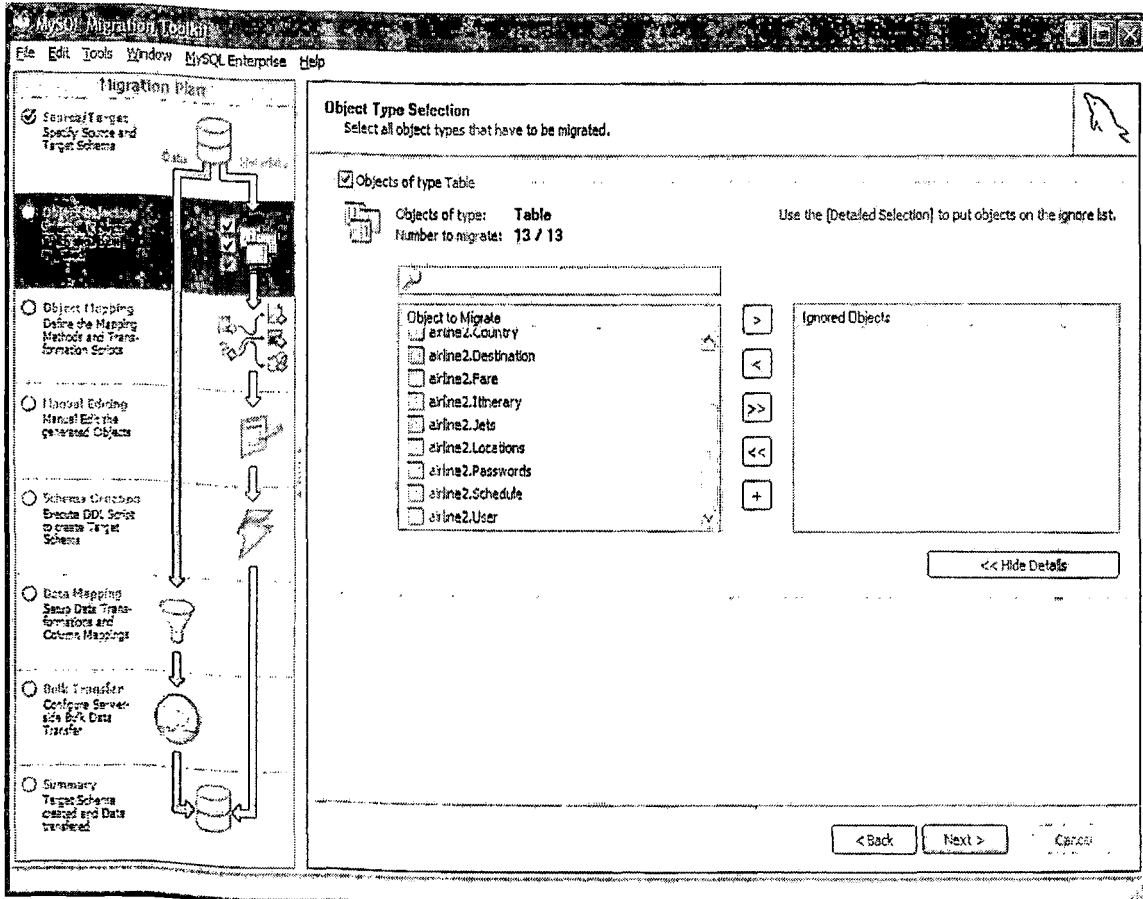 MySQL Migration Toolkit
File Edit Tools Window MySQL Enterprise Help
Migration Plan
Source/Target
Specify Source and
Target Schema
Data
Object Selection
Object Mapping
Define the Mapping
Methods and Trans-
formation Scripts
Manual Editing
Manual Edit the
generated Objects
Schema Creation
Execute DDL Script
to create Target
Schema
Data Mapping
Setup Data Trans-
formations and
Column Mappings
Bulk Transfer
Configure Server-
side Bulk Data
Transfer
Summary
Target Schema
created and Data
transfered
Object Type Selection
Select all object types that have to be migrated.
Objects of type Table
Objects of type: Table
Number to migrate: 13 / 13
Use the [Detailed Selection] to put objects on the ignore list.
Object to Migrate
airline2.Country
airline2.Destination
airline2.Fare
airline2.Itinerary
airline2.Jets
airline2.Locations
airline2.Passwords
airline2.Schedule
airline2.User
>
<
>>
<<
+
Ignored Objects
<< Hide Details
< Back
Next >
Cancel